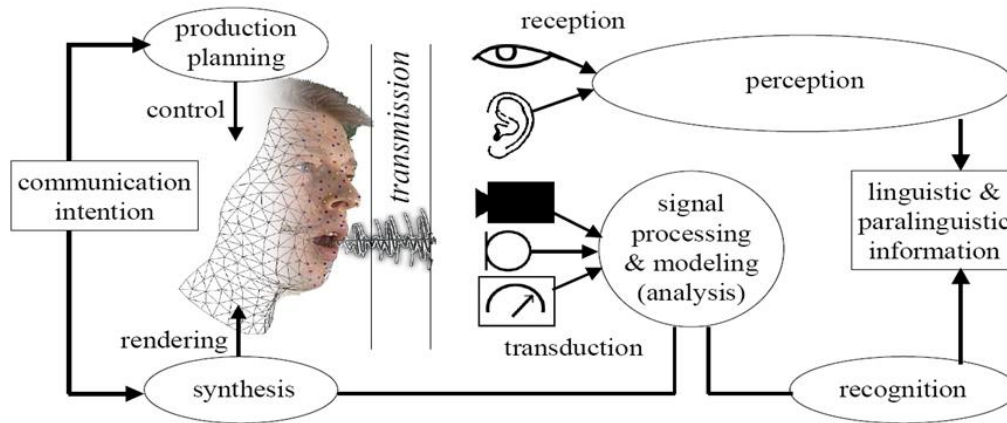 production
planning
control
communication
intention
rendering
synthesis
transmission
reception
perception
signal
processing
& modeling
(analysis)
transduction
linguistic &
paralinguistic
information
recognition